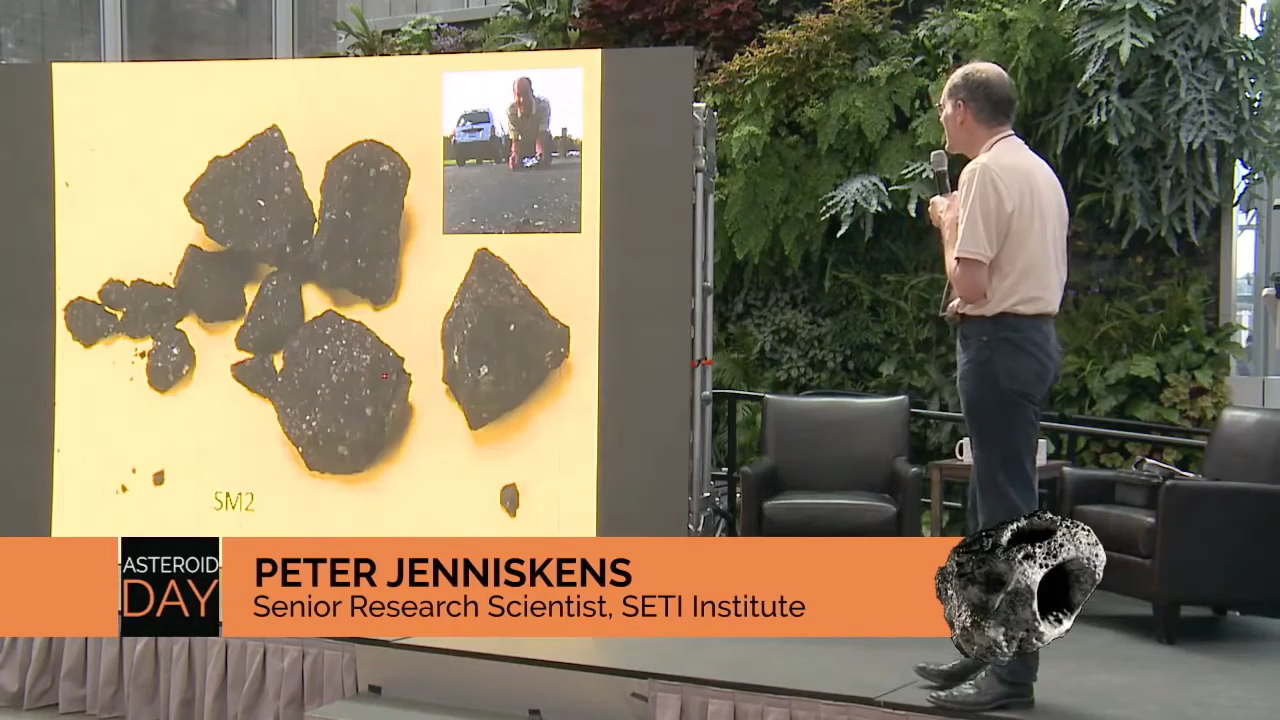 SM2
ASTEROID
DAY
PETER JENNISKENS
Senior Research Scientist, SETI Institute